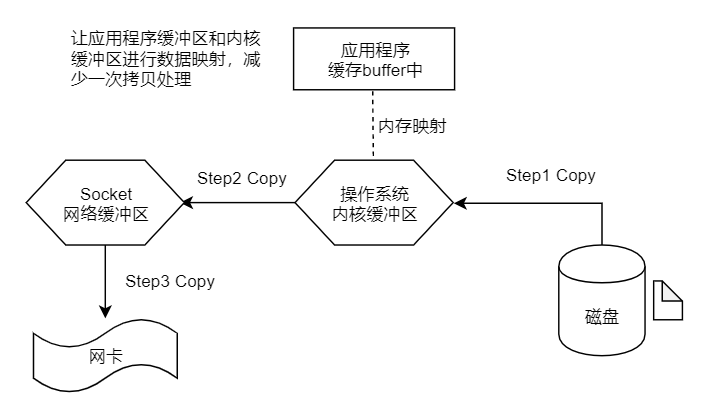 让应用程序缓冲区和内核
缓冲区进行数据映射，减
少一次拷贝处理
应用程序
缓存buffer中
内存映射
Step1 Copy
Step2 Copy
操作系统
内核缓冲区
Socket
网络缓冲区
Step3 Copy
磁盘
网卡